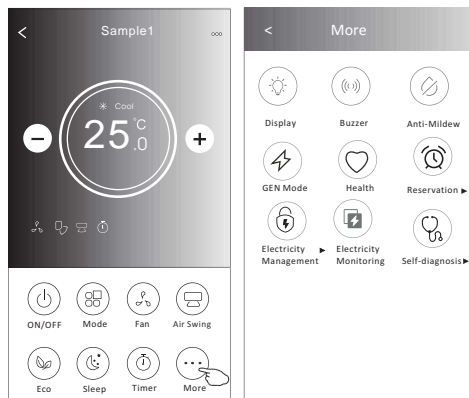 Sample1
Cool
25.0°C
ON/OFF Mode Fan Air Swing
Eco Sleep Timer More
More
Display Buzzer Anti-Mildew
GEN Mode Health Reservation
Electricity Management Electricity Monitoring Self-diagnosis